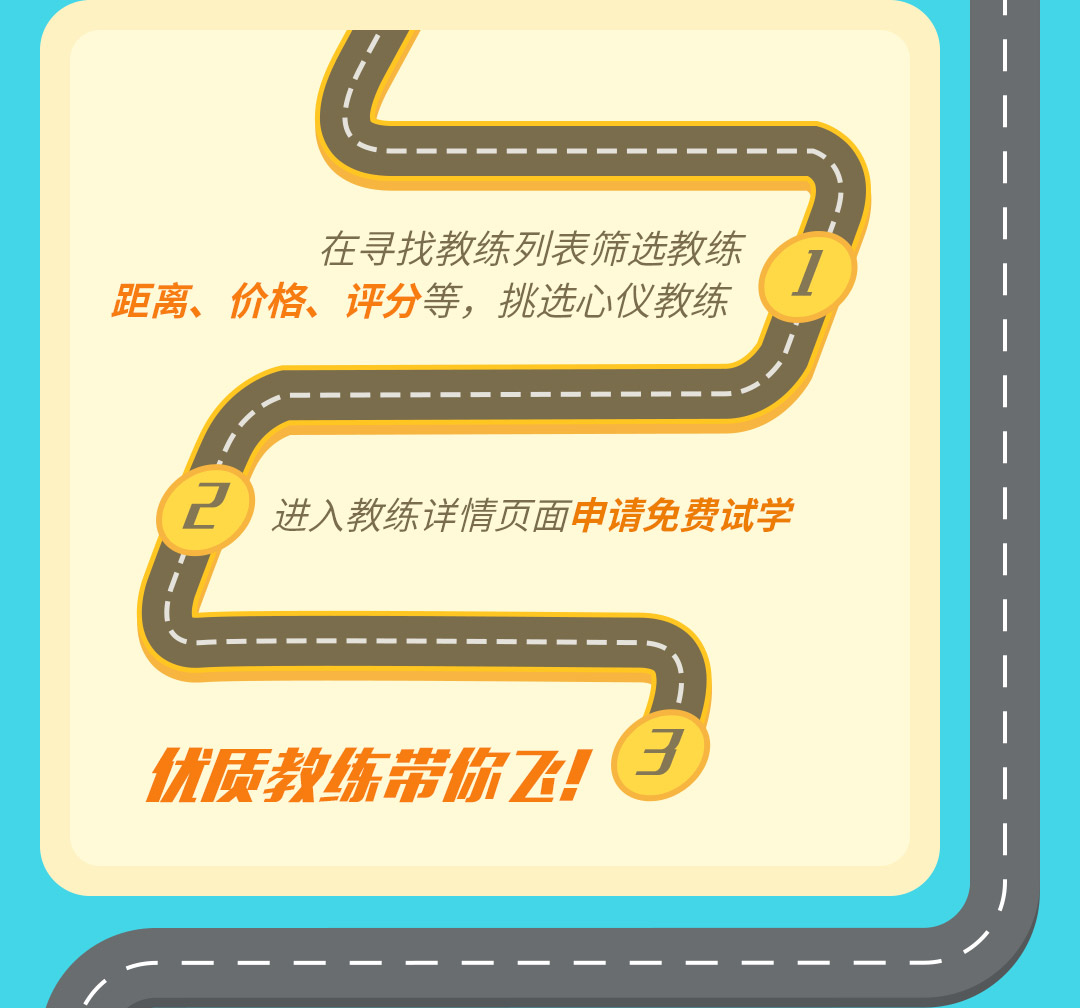 在寻找教练列表筛选教练
距离、价格、评分等，挑选心仪教练
1
2
进入教练详情页面申请免费试学
优质教练带你飞!
3